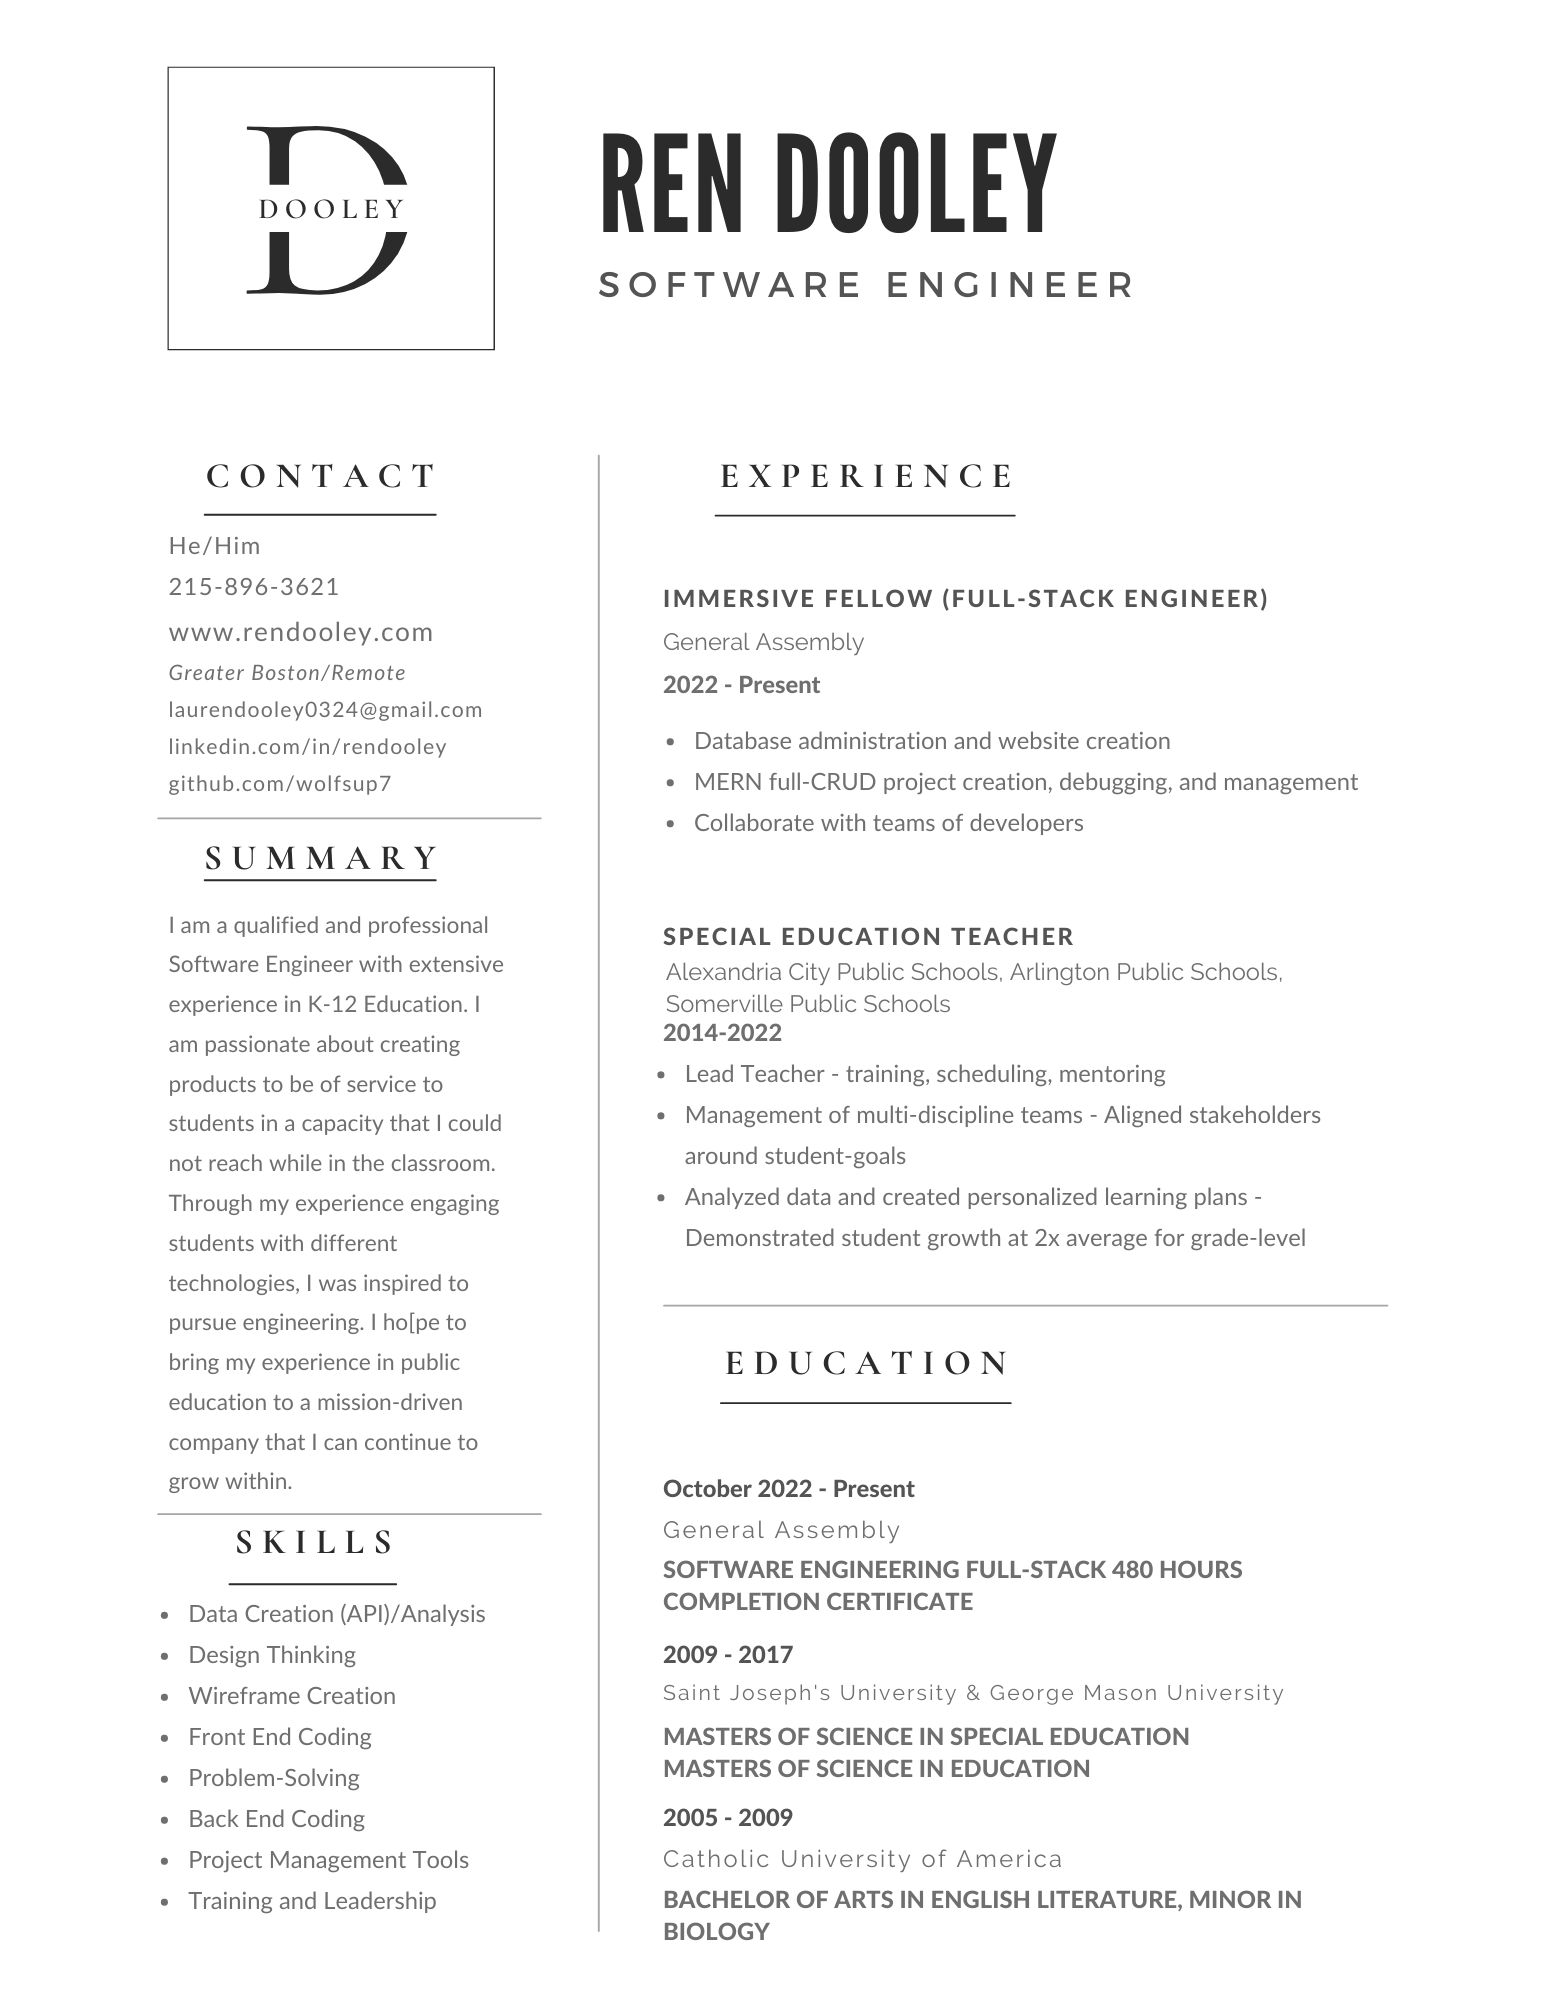 DOOLEY
REN DOOLEY
SOFTWARE ENGINEER
CONTACT
He/Him
215-896-3621
www.rendooley.com
Greater Boston/Remote
laurendooley0324@gmail.com
linkedin.com/in/rendooley
github.com/wolfsup7
SUMMARY
I am a qualified and professional
Software Engineer with extensive
experience in K-12 Education. I
am passionate about creating
products to be of service to
students in a capacity that I could
not reach while in the classroom.
Through my experience engaging
students with different
technologies, I was inspired to
pursue engineering. I ho[pe to
bring my experience in public
education to a mission-driven
company that I can continue to
grow within.
SKILLS
• Data Creation (API)/Analysis
• Design Thinking
• Wireframe Creation
• Front End Coding
• Problem-Solving
• Back End Coding
• Project Management Tools
• Training and Leadership
EXPERIENCE
IMMERSIVE FELLOW (FULL-STACK ENGINEER)
General Assembly
2022 - Present
• Database administration and website creation
• MERN full-CRUD project creation, debugging, and management
• Collaborate with teams of developers
SPECIAL EDUCATION TEACHER
Alexandria City Public Schools, Arlington Public Schools,
Somerville Public Schools
2014-2022
• Lead Teacher - training, scheduling, mentoring
• Management of multi-discipline teams - Aligned stakeholders
around student-goals
• Analyzed data and created personalized learning plans -
Demonstrated student growth at 2x average for grade-level
EDUCATION
October 2022 - Present
General Assembly
SOFTWARE ENGINEERING FULL-STACK 480 HOURS
COMPLETION CERTIFICATE
2009 - 2017
Saint Joseph's University & George Mason University
MASTERS OF SCIENCE IN SPECIAL EDUCATION
MASTERS OF SCIENCE IN EDUCATION
2005 - 2009
Catholic University of America
BACHELOR OF ARTS IN ENGLISH LITERATURE, MINOR IN
BIOLOGY